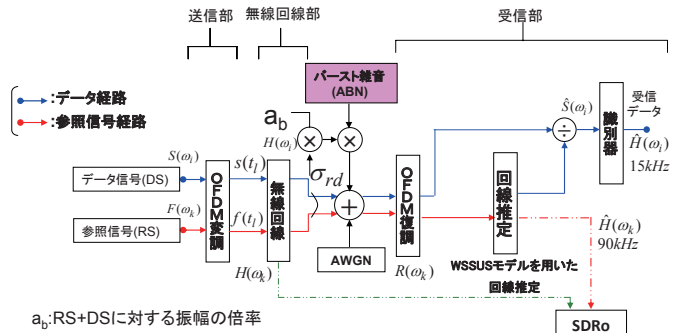 送信部
無線回線部
受信部
:データ経路
:参照信号経路
バースト雑音
(ABN)
a_b
H(ω_i)
×
×
σ_rd
S(ω_i)
データ信号(DS)
F(ω_k)
参照信号(RS)
OFDM変調
s(t_l)
f(t_l)
無線回線
H(ω_k)
+
AWGN
OFDM復調
R(ω_k)
回線推定
WSSUSモデルを用いた
回線推定
÷
Ŝ(ω_i)
識別器
受信
データ
Ĥ(ω_i)
15kHz
Ĥ(ω_k)
90kHz
SDRo
a_b:RS+DSに対する振幅の倍率